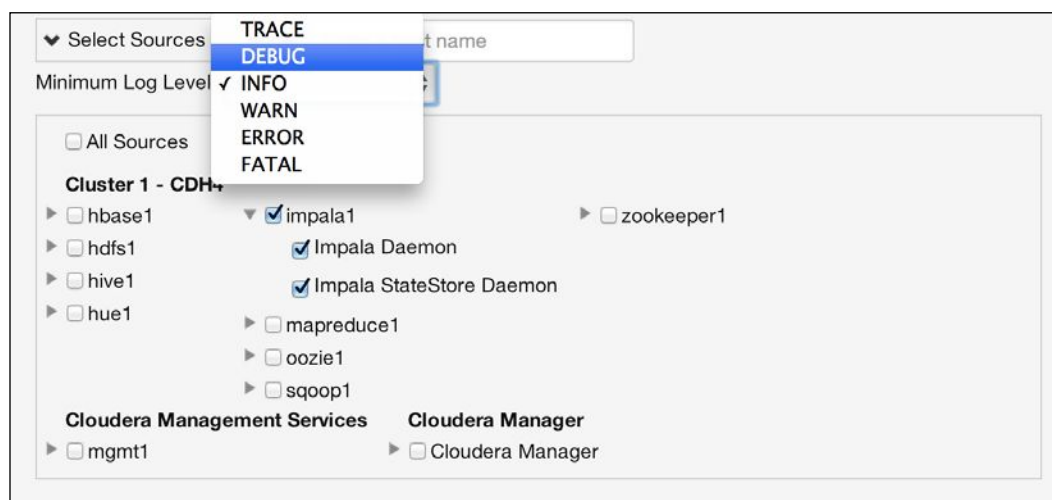 Select Sources
t name
Minimum Log Level
TRACE
DEBUG
✓ INFO
WARN
ERROR
FATAL
All Sources
Cluster 1 - CDH4
hbase1
hdfs1
hive1
hue1
impala1
Impala Daemon
Impala StateStore Daemon
mapreduce1
oozie1
sqoop1
zookeeper1
Cloudera Management Services
mgmt1
Cloudera Manager
Cloudera Manager